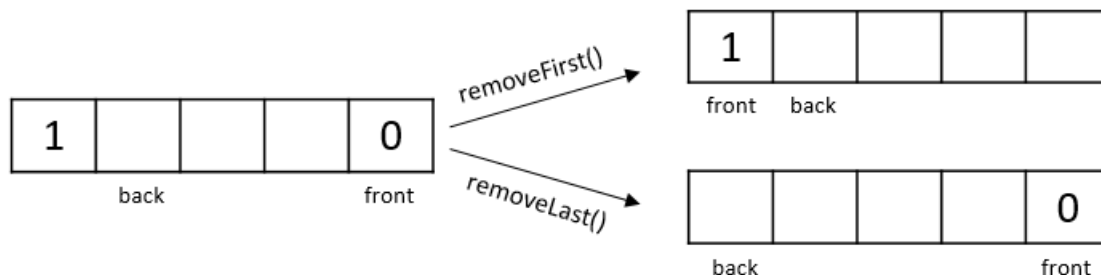 1 0
back front
removeFirst()
removeLast()
1
front back
0
back front